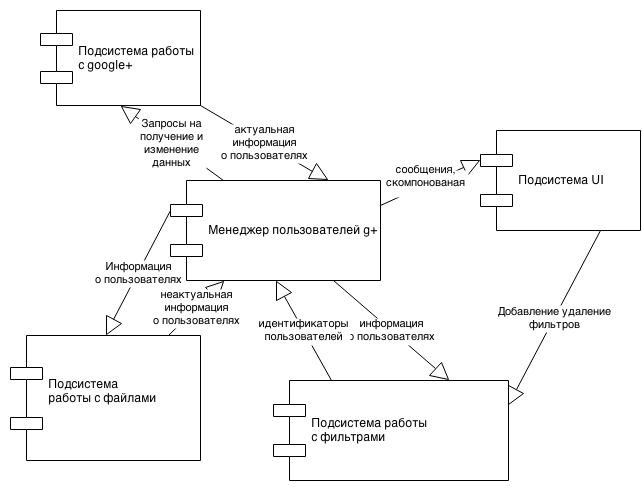 Подсистема работы
с google+
Запросы на
получение и
изменение
данных
актуальная
информация
о пользователях
сообщения,
скомпонованая
Подсистема UI
Менеджер пользователей g+
Информация
о пользователях
неактуальная
информация
о пользователях
идентификаторы
пользователей
информация
о пользователях
Добавление удаление
фильтров
Подсистема
работы с файлами
Подсистема работы
с фильтрами